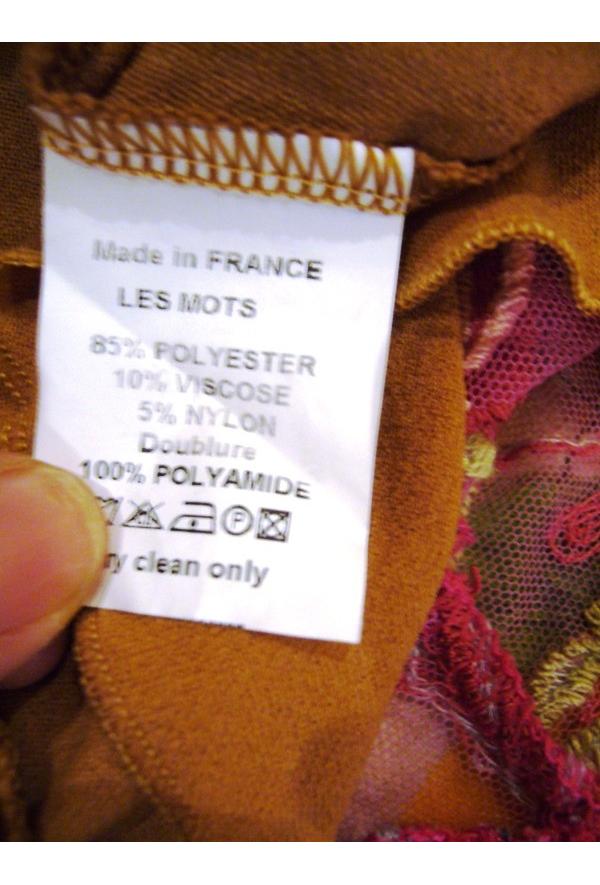 Made in FRANCE
LES MOTS
85% POLYESTER
10% VISCOSE
5% NYLON
Doublure
100% POLYAMIDE
clean only